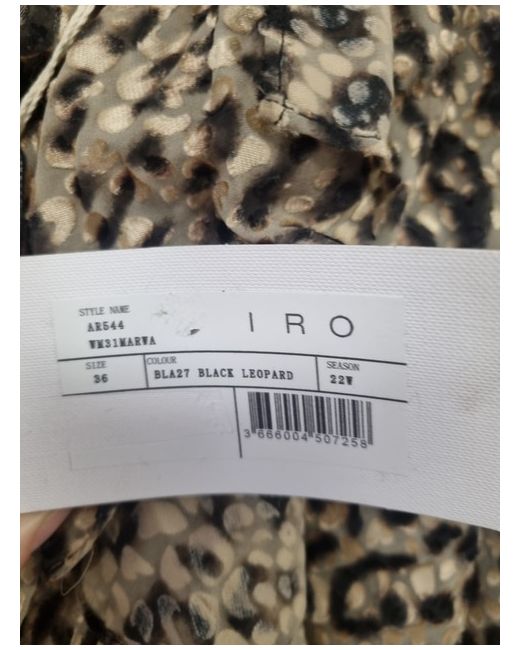 STYLE NAME
AR544
WM31MARWA
IRO
SIZE
36
COLOUR
BLA27 BLACK LEOPARD
SEASON
22W
3 666004 507258